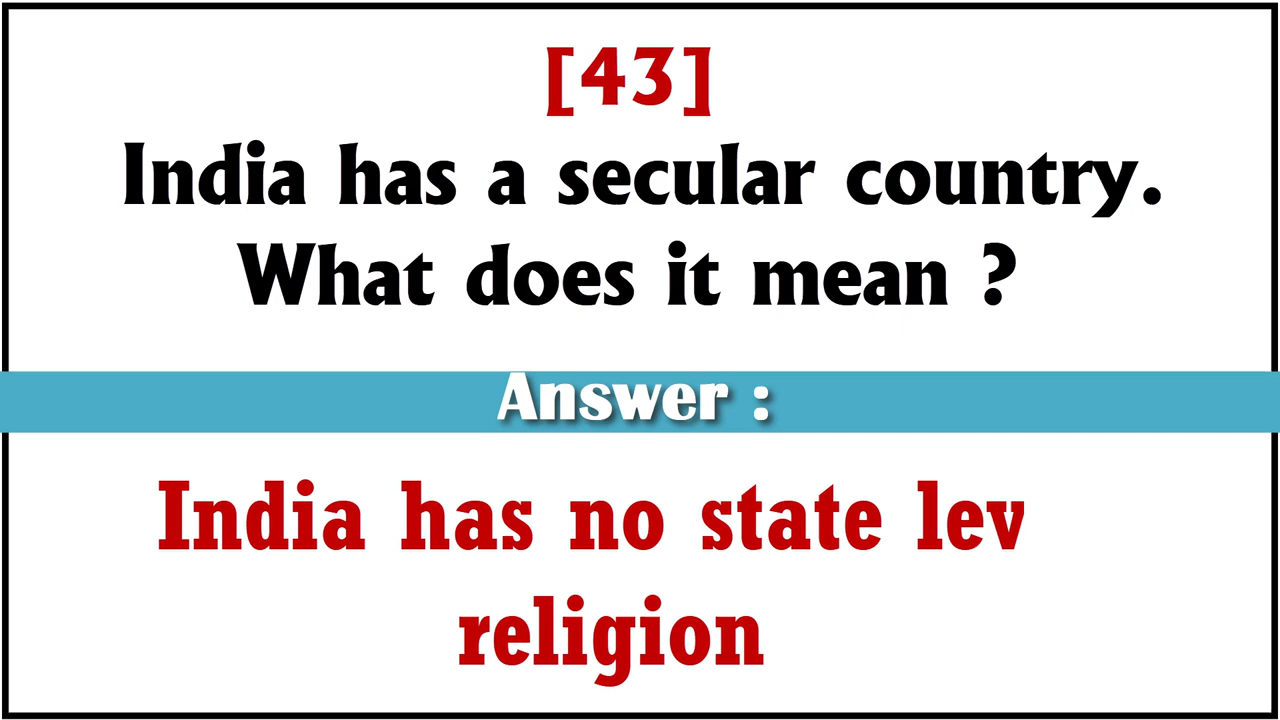 [43]
India has a secular country.
What does it mean ?
Answer :
India has no state lev
religion